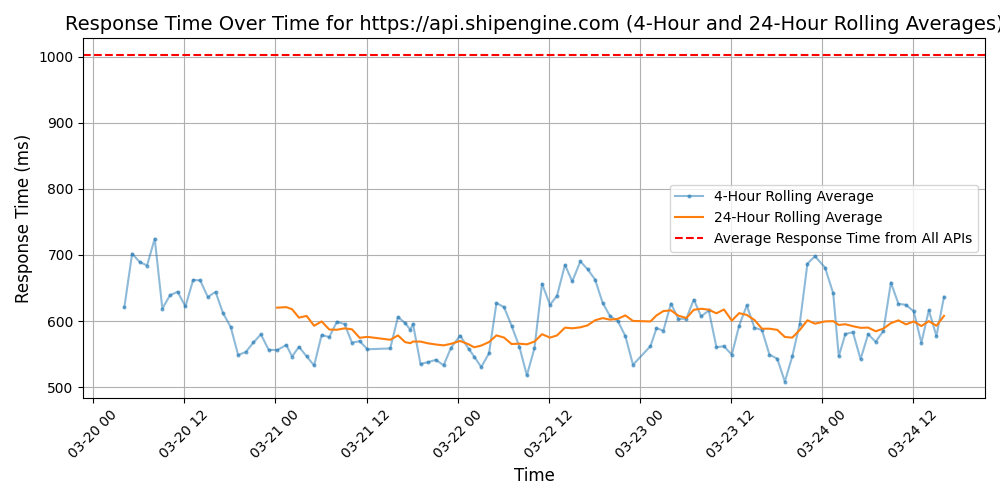 Response Time Over Time for https://api.shipengine.com (4-Hour and 24-Hour Rolling Averages)
Response Time (ms)
1000
900
800
700
600
500
4-Hour Rolling Average
24-Hour Rolling Average
Average Response Time from All APIs
03-20 00
03-20 12
03-21 00
03-21 12
03-22 00
03-22 12
03-23 00
03-23 12
03-24 00
03-24 12
Time